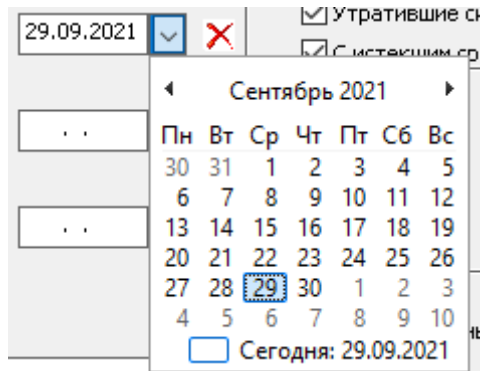 Утратившие
29.09.2021
С истекшим
Сентябрь 2021
Пн Вт Ср Чт Пт Сб Вс
30 31 1 2 3 4 5
6 7 8 9 10 11 12
13 14 15 16 17 18 19
20 21 22 23 24 25 26
27 28 29 30 1 2 3
4 5 6 7 8 9 10
Сегодня: 29.09.2021